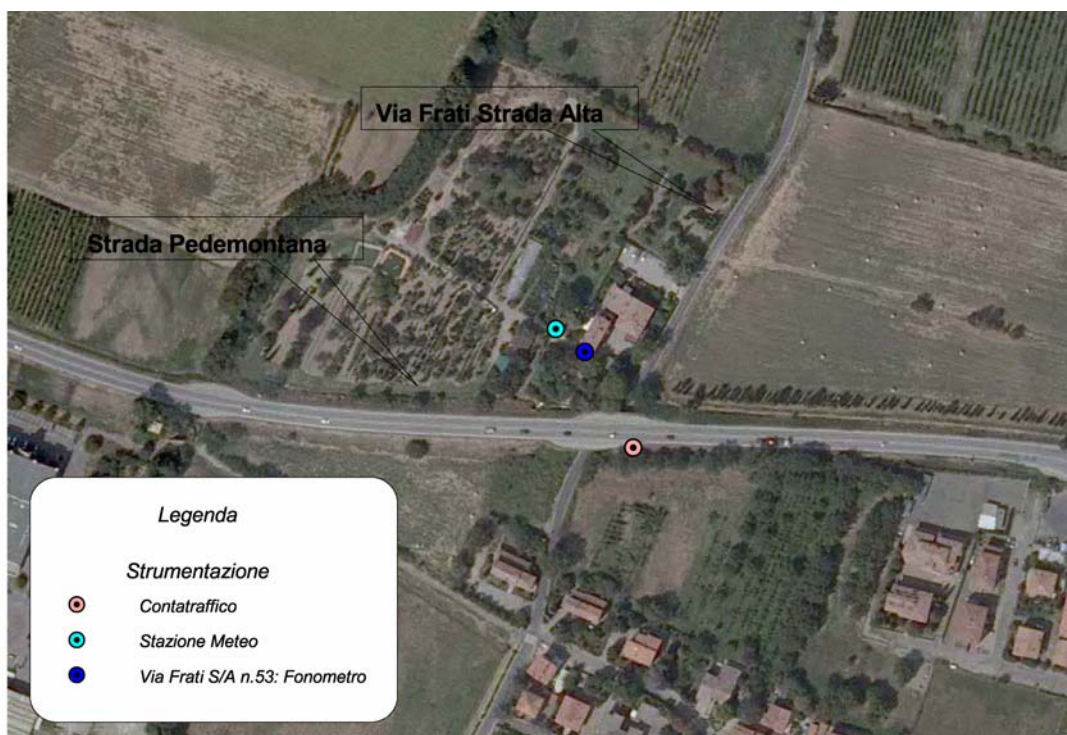 Via Frati Strada Alta
Strada Pedemontana
Legenda
Strumentazione
Contatraffico
Stazione Meteo
Via Frati S/A n.53: Fonometro